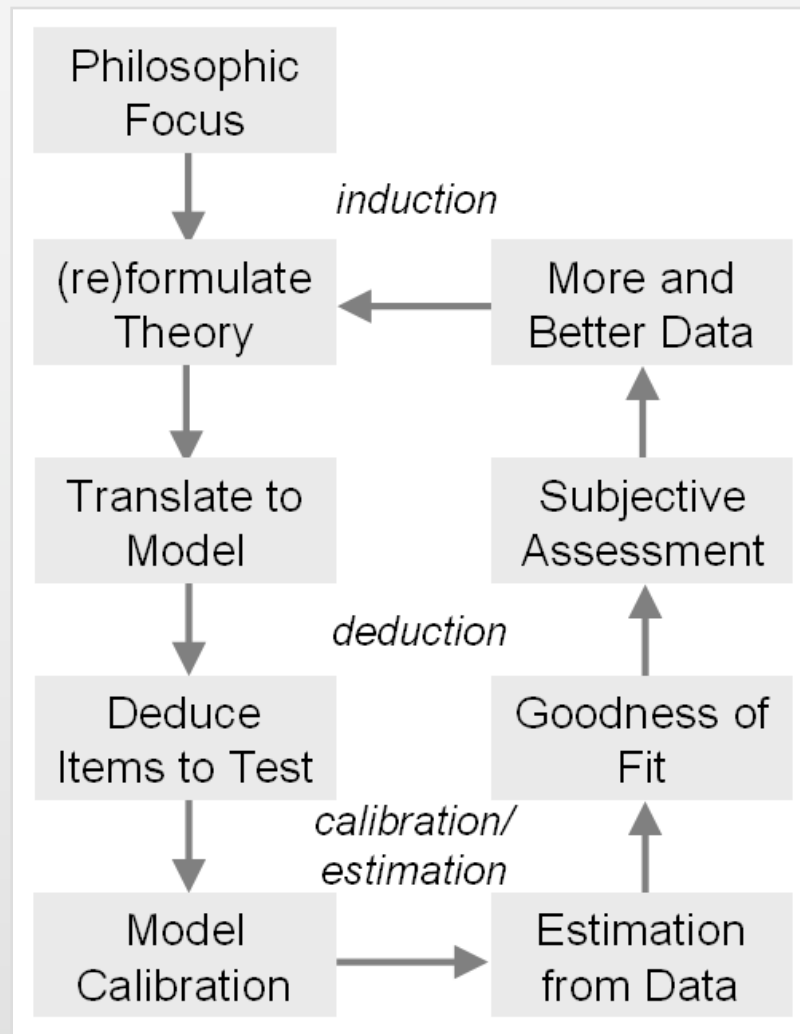 Philosophic
Focus
induction
(re)formulate
Theory
More and
Better Data
Translate to
Model
Subjective
Assessment
deduction
Deduce
Items to Test
Goodness of
Fit
calibration/
estimation
Model
Calibration
Estimation
from Data